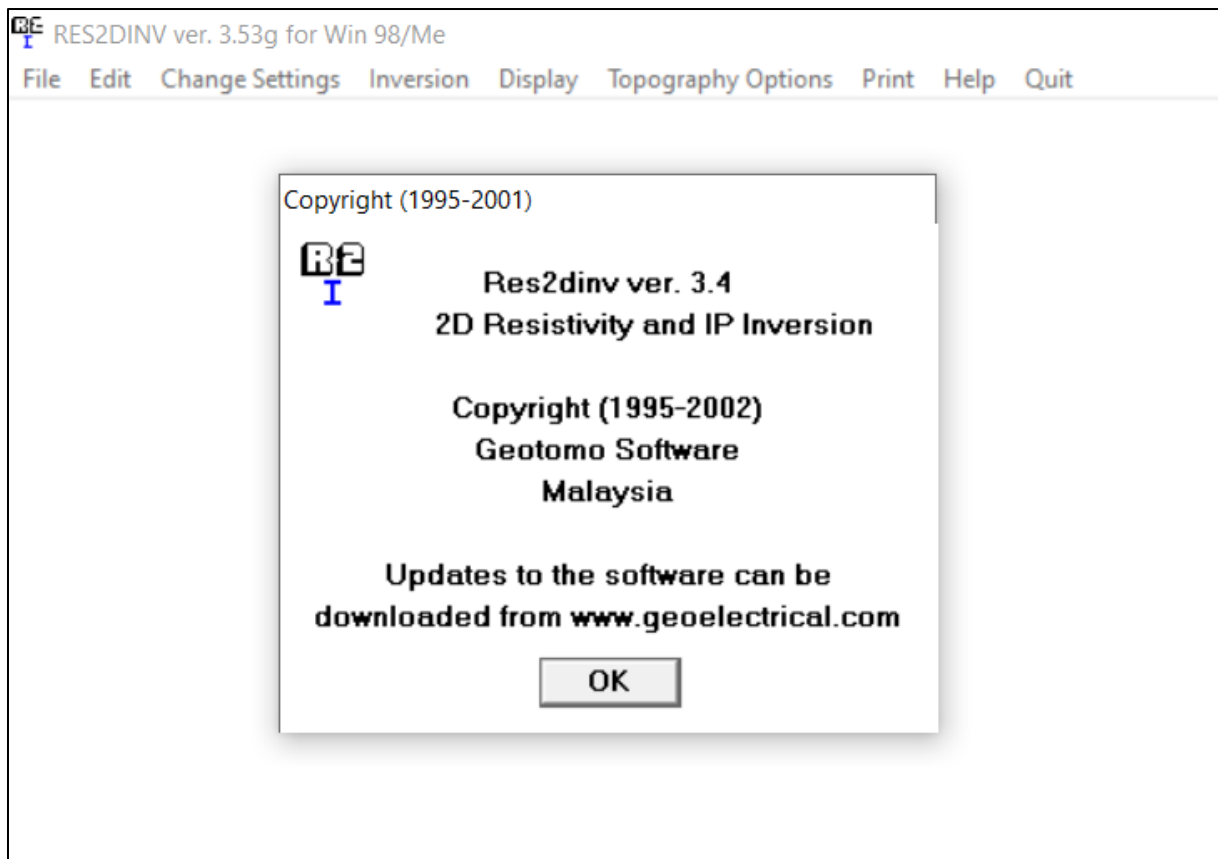 RES2DINV ver. 3.53g for Win 98/Me
File Edit Change Settings Inversion Display Topography Options Print Help Quit
Copyright (1995-2001)
Res2dinv ver. 3.4
2D Resistivity and IP Inversion
Copyright (1995-2002)
Geotomo Software
Malaysia
Updates to the software can be
downloaded from www.geoelectrical.com
OK